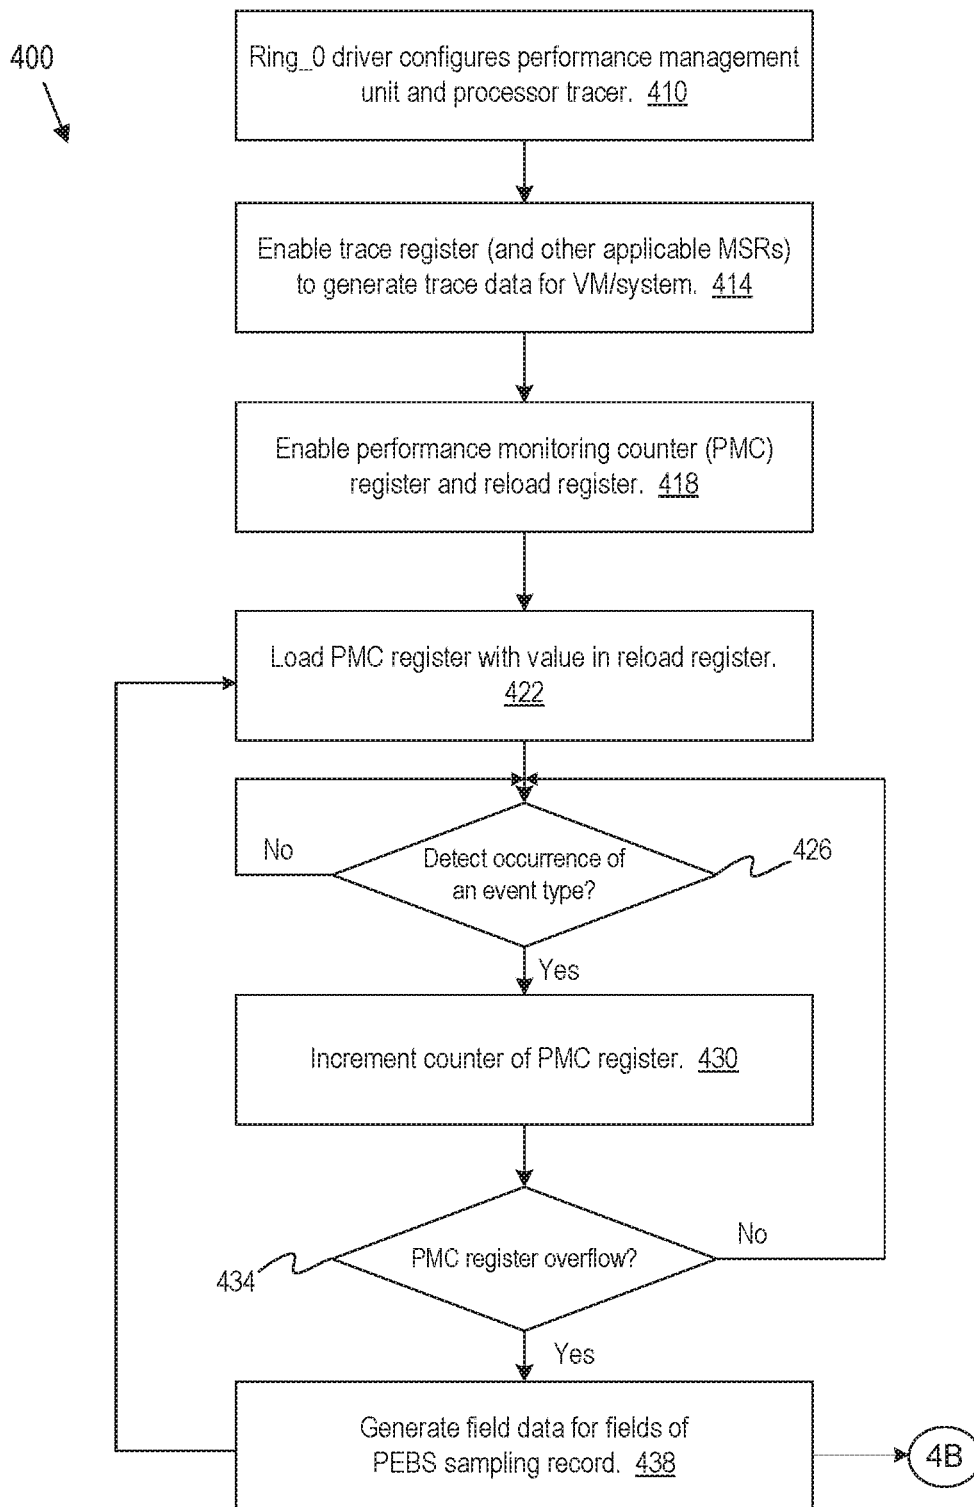 400
Ring_0 driver configures performance management
unit and processor tracer. 410
Enable trace register (and other applicable MSRs)
to generate trace data for VM/system. 414
Enable performance monitoring counter (PMC)
register and reload register. 418
Load PMC register with value in reload register.
422
No
Detect occurrence of
an event type?
426
Yes
Increment counter of PMC register. 430
No
PMC register overflow?
434
Yes
Generate field data for fields of
PEBS sampling record. 438
4B